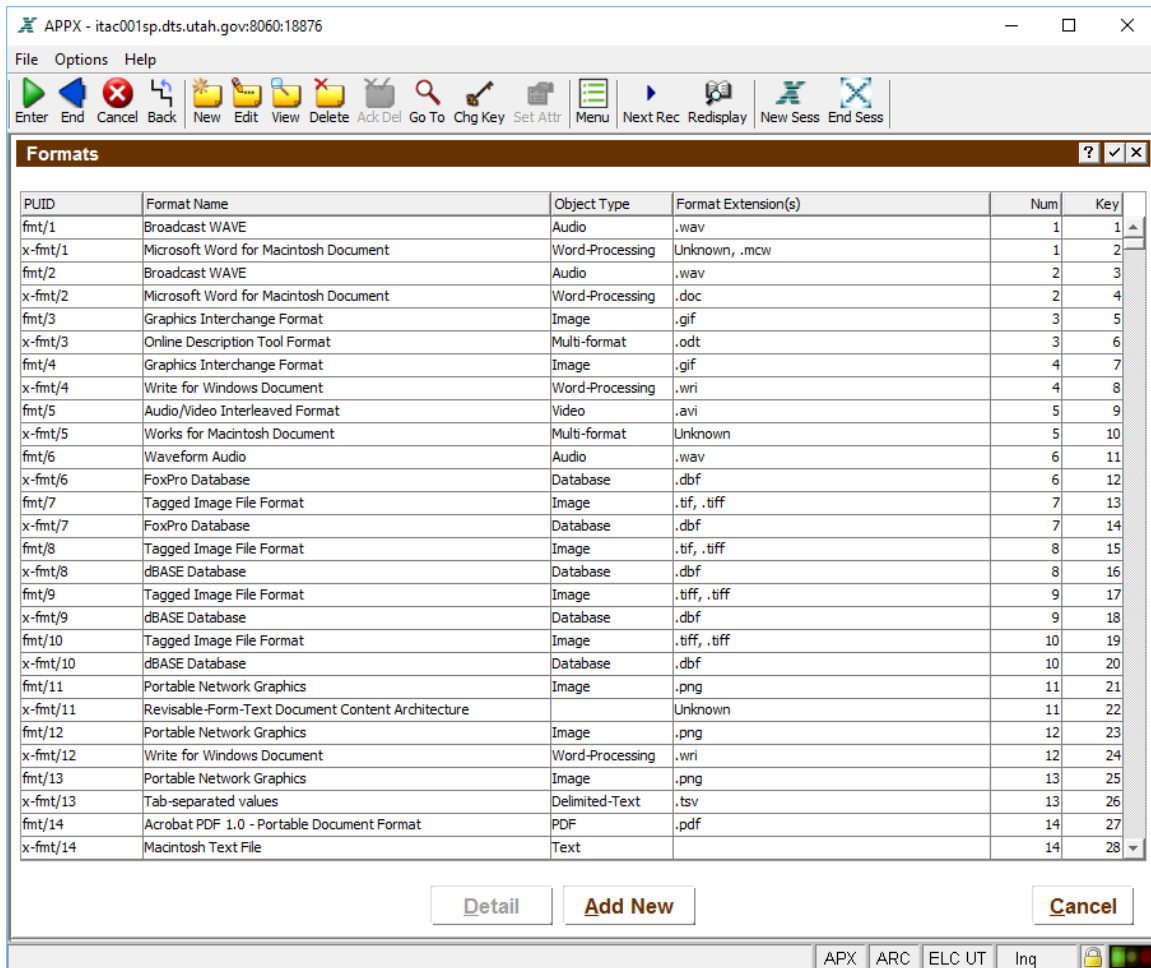 APPX - itac001sp.dts.utah.gov:8060:18876
File Options Help
Enter End Cancel Back New Edit View Delete Ack Del Go To Chg Key Set Attr Menu Next Rec Redisplay New Sess End Sess
Formats ?
PUID Format Name Object Type Format Extension(s) Num Key
fmt/1 Broadcast WAVE Audio .wav 1 1
x-fmt/1 Microsoft Word for Macintosh Document Word-Processing Unknown, .mcw 1 2
fmt/2 Broadcast WAVE Audio .wav 2 3
x-fmt/2 Microsoft Word for Macintosh Document Word-Processing .doc 2 4
fmt/3 Graphics Interchange Format Image .gif 3 5
x-fmt/3 Online Description Tool Format Multi-format .odt 3 6
fmt/4 Graphics Interchange Format Image .gif 4 7
x-fmt/4 Write for Windows Document Word-Processing .wri 4 8
fmt/5 Audio/Video Interleaved Format Video .avi 5 9
x-fmt/5 Works for Macintosh Document Multi-format Unknown 5 10
fmt/6 Waveform Audio Audio .wav 6 11
x-fmt/6 FoxPro Database Database .dbf 6 12
fmt/7 Tagged Image File Format Image .tif, .tiff 7 13
x-fmt/7 FoxPro Database Database .dbf 7 14
fmt/8 Tagged Image File Format Image .tif, .tiff 8 15
x-fmt/8 dBASE Database Database .dbf 8 16
fmt/9 Tagged Image File Format Image .tiff, .tiff 9 17
x-fmt/9 dBASE Database Database .dbf 9 18
fmt/10 Tagged Image File Format Image .tiff, .tiff 10 19
x-fmt/10 dBASE Database Database .dbf 10 20
fmt/11 Portable Network Graphics Image .png 11 21
x-fmt/11 Revisable-Form-Text Document Content Architecture Unknown 11 22
fmt/12 Portable Network Graphics Image .png 12 23
x-fmt/12 Write for Windows Document Word-Processing .wri 12 24
fmt/13 Portable Network Graphics Image .png 13 25
x-fmt/13 Tab-separated values Delimited-Text .tsv 13 26
fmt/14 Acrobat PDF 1.0 - Portable Document Format PDF .pdf 14 27
x-fmt/14 Macintosh Text File Text 14 28
Detail Add New Cancel
APX ARC ELC UT Inq